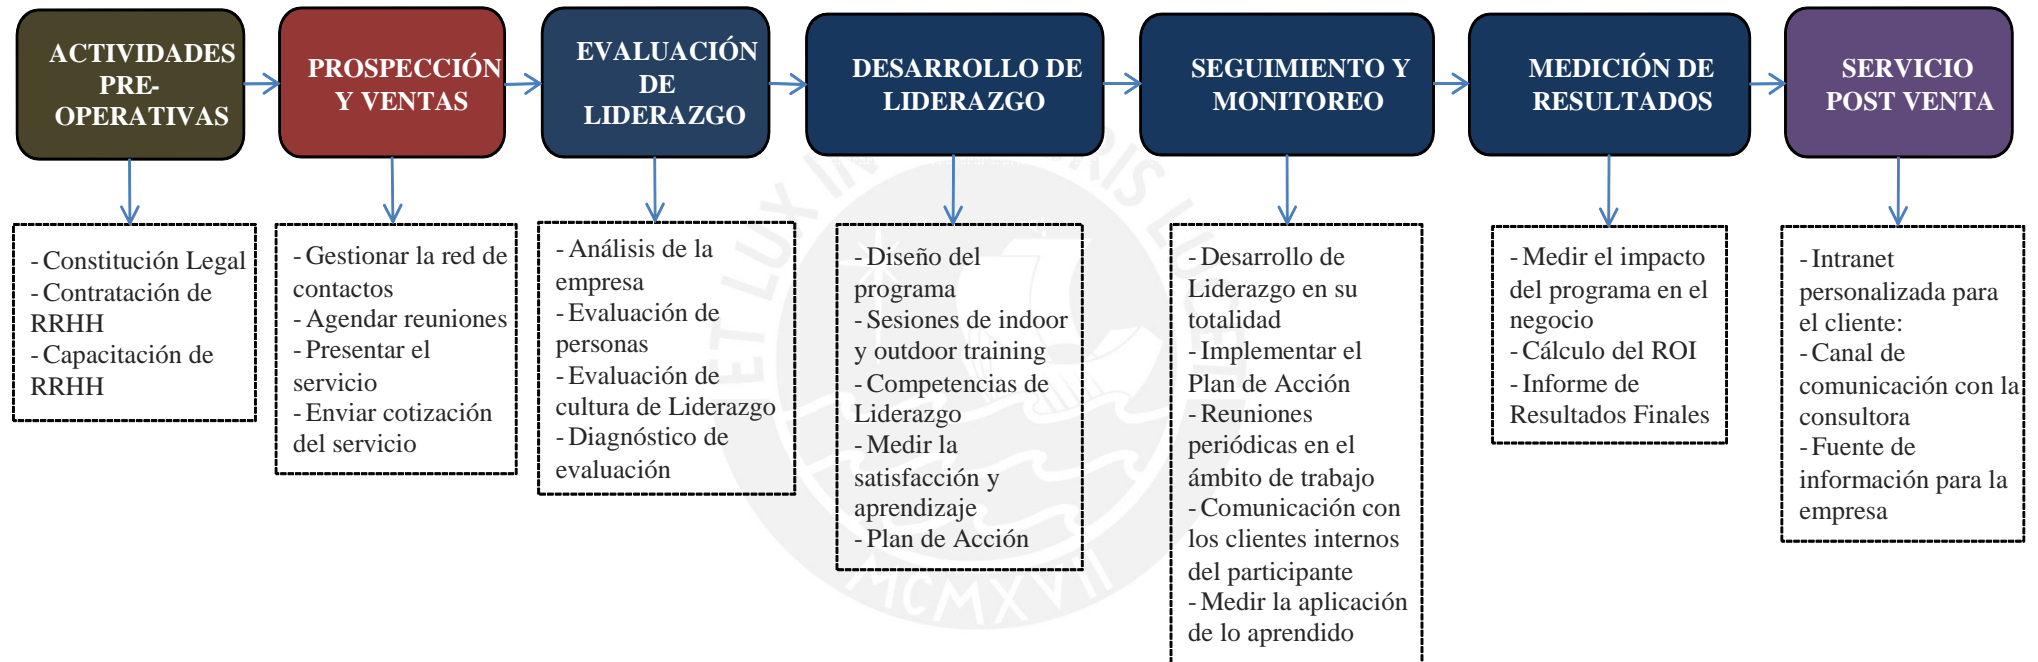 ACTIVIDADES
PRE-
OPERATIVAS
PROSPECCIÓN
Y VENTAS
EVALUACIÓN
DE
LIDERAZGO
DESARROLLO DE
LIDERAZGO
SEGUIMIENTO Y
MONITOREO
MEDICIÓN DE
RESULTADOS
SERVICIO
POST VENTA
- Constitución Legal
- Contratación de
RRHH
- Capacitación de
RRHH
- Gestionar la red de
contactos
- Agendar reuniones
- Presentar el
servicio
- Enviar cotización
del servicio
- Análisis de la
empresa
- Evaluación de
personas
- Evaluación de
cultura de Liderazgo
- Diagnóstico de
evaluación
- Diseño del
programa
- Sesiones de indoor
y outdoor training
- Competencias de
Liderazgo
- Medir la
satisfacción y
aprendizaje
- Plan de Acción
- Desarrollo de
Liderazgo en su
totalidad
- Implementar el
Plan de Acción
- Reuniones
periódicas en el
ámbito de trabajo
- Comunicación con
los clientes internos
del participante
- Medir la aplicación
de lo aprendido
- Medir el impacto
del programa en el
negocio
- Cálculo del ROI
- Informe de
Resultados Finales
- Intranet
personalizada para
el cliente:
- Canal de
comunicación con la
consultora
- Fuente de
información para la
empresa
ET LUX IN
MCMXVII